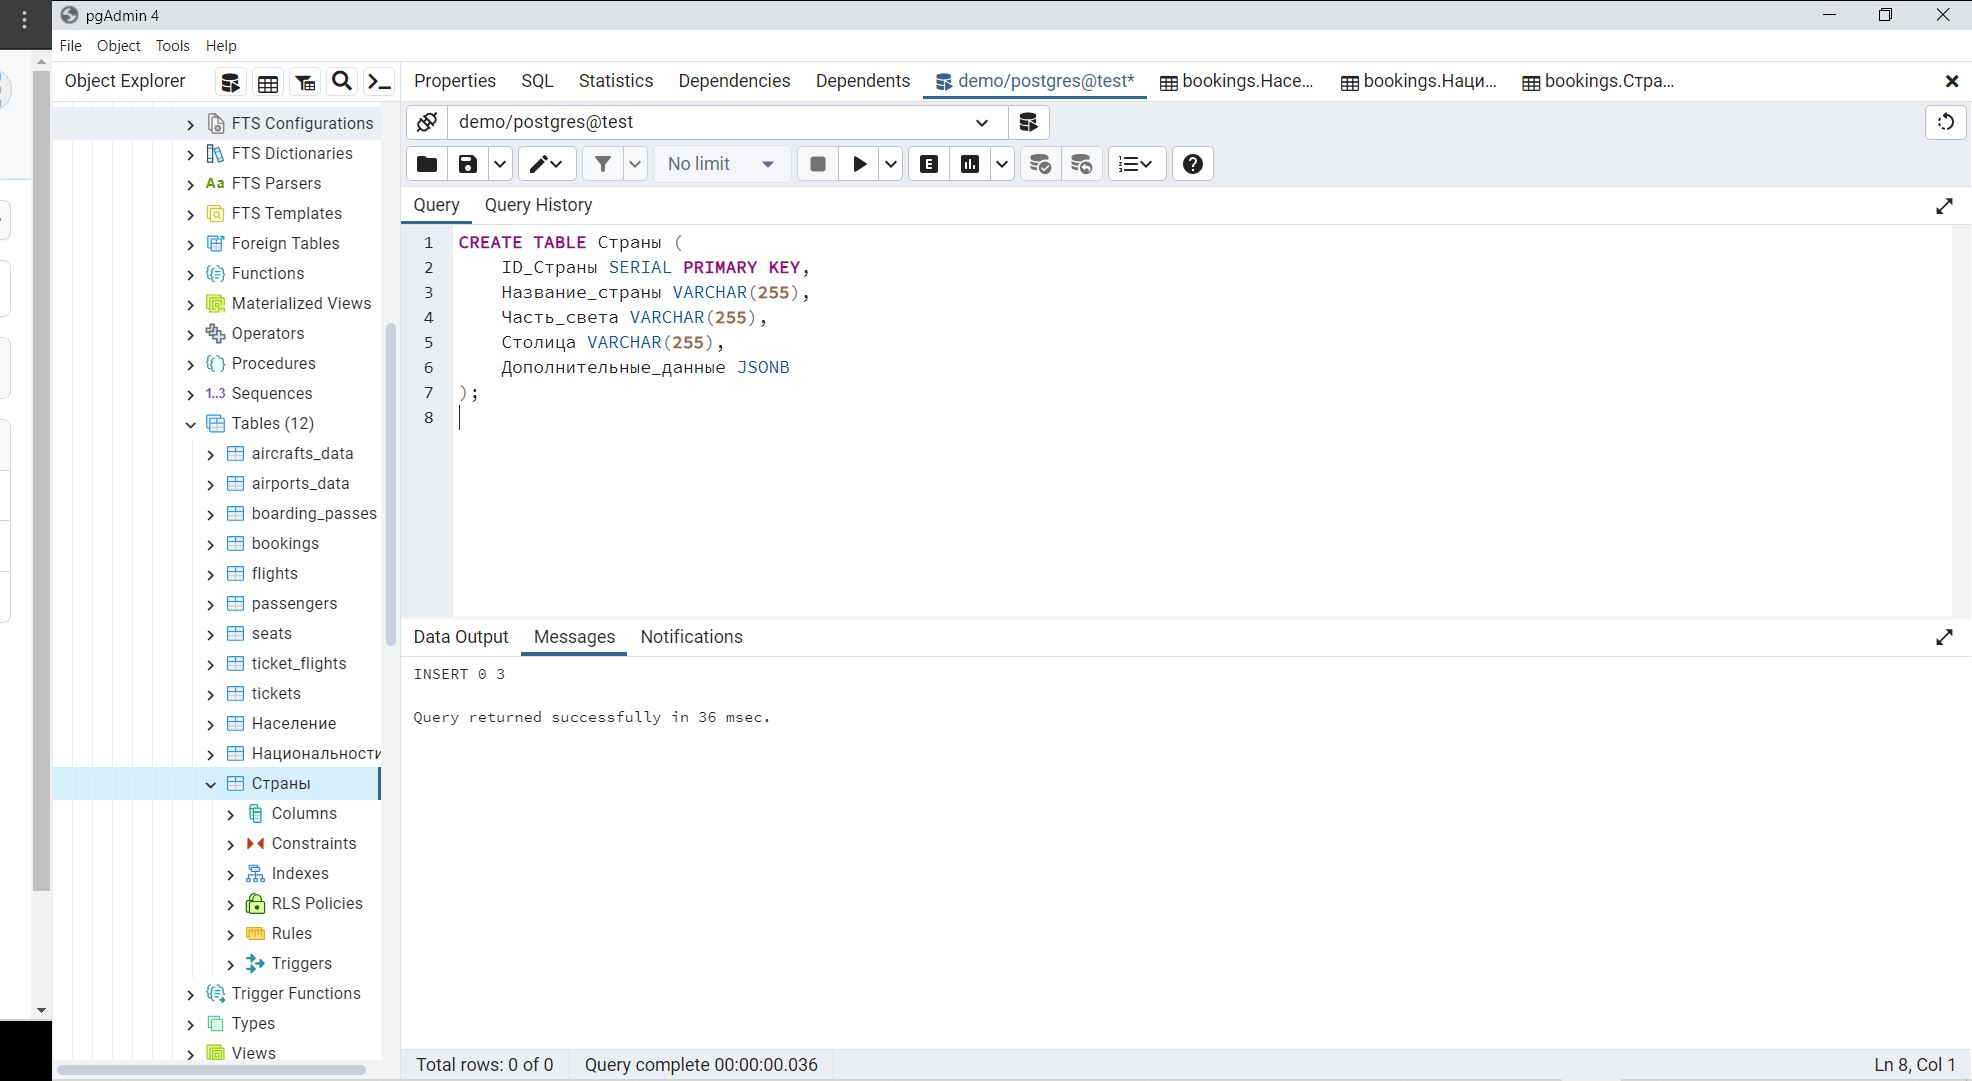 pgAdmin 4
File Object Tools Help
Object Explorer
Properties SQL Statistics Dependencies Dependents demo/postgres@test* bookings.Насе... bookings.Наци... bookings.Стра...
demo/postgres@test
No limit
E
Query Query History
FTS Configurations
FTS Dictionaries
Aa FTS Parsers
FTS Templates
Foreign Tables
Functions
Materialized Views
Operators
Procedures
1..3 Sequences
Tables (12)
aircrafts_data
airports_data
boarding_passes
bookings
flights
passengers
seats
ticket_flights
tickets
Население
Национальности
Страны
Columns
Constraints
Indexes
RLS Policies
Rules
Triggers
Trigger Functions
Types
Views
1 CREATE TABLE Страны (
2 ID_Страны SERIAL PRIMARY KEY,
3 Название_страны VARCHAR(255),
4 Часть_света VARCHAR(255),
5 Столица VARCHAR(255),
6 Дополнительные_данные JSONB
7 );
8
Data Output Messages Notifications
INSERT 0 3
Query returned successfully in 36 msec.
Total rows: 0 of 0 Query complete 00:00:00.036 Ln 8, Col 1